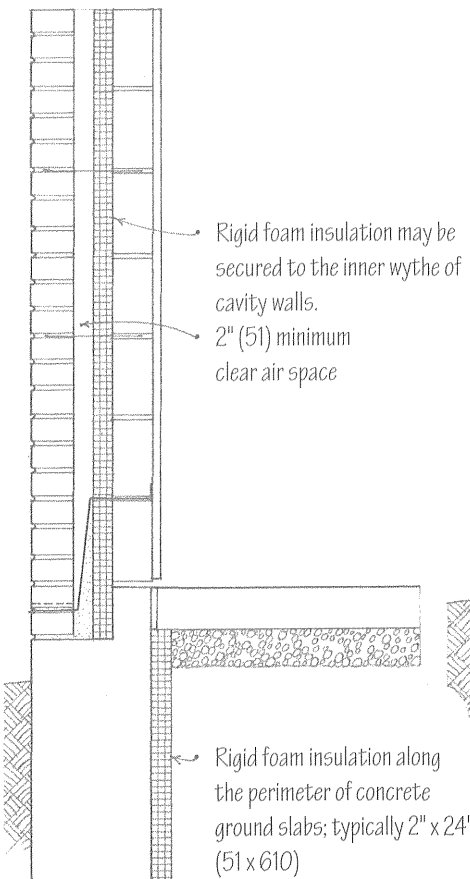 Rigid foam insulation may be
secured to the inner wythe of
cavity walls.
2" (51) minimum
clear air space
Rigid foam insulation along
the perimeter of concrete
ground slabs; typically 2" x 24"
(51 x 610)